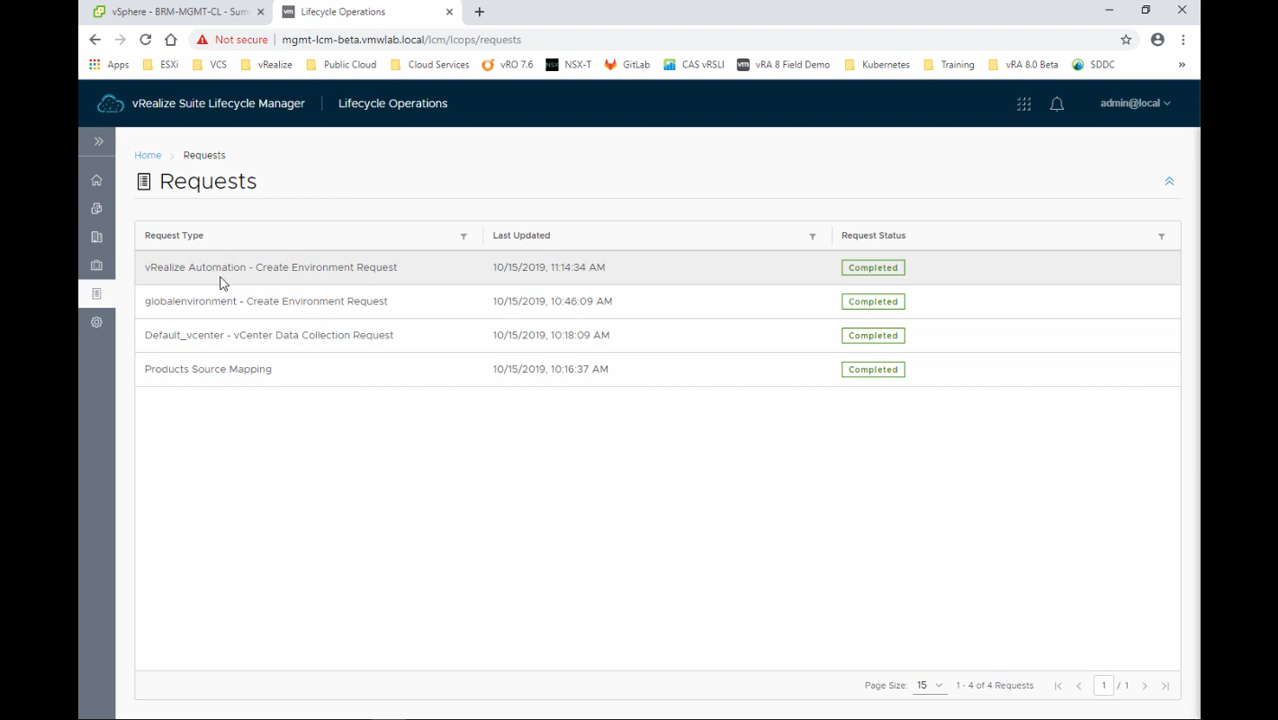 vSphere - BRM-MGMT-CL - Sum
Lifecycle Operations
Not secure
mgmt-lcm-beta.vmwlab.local/lcm/lcops/requests
Apps
ESXi
VCS
vRealize
Public Cloud
Cloud Services
vRO 7.6
NSX-T
GitLab
CAS vRSLI
vRA 8 Field Demo
Kubernetes
Training
vRA 8.0 Beta
SDDC
»
vRealize Suite Lifecycle Manager
Lifecycle Operations
admin@local
Home > Requests
Requests
Request Type Last Updated Request Status
vRealize Automation - Create Environment Request 10/15/2019, 11:14:34 AM Completed
globalenvironment - Create Environment Request 10/15/2019, 10:46:09 AM Completed
Default_vcenter - vCenter Data Collection Request 10/15/2019, 10:18:09 AM Completed
Products Source Mapping 10/15/2019, 10:16:37 AM Completed
Page Size: 15 1 - 4 of 4 Requests 1 / 1